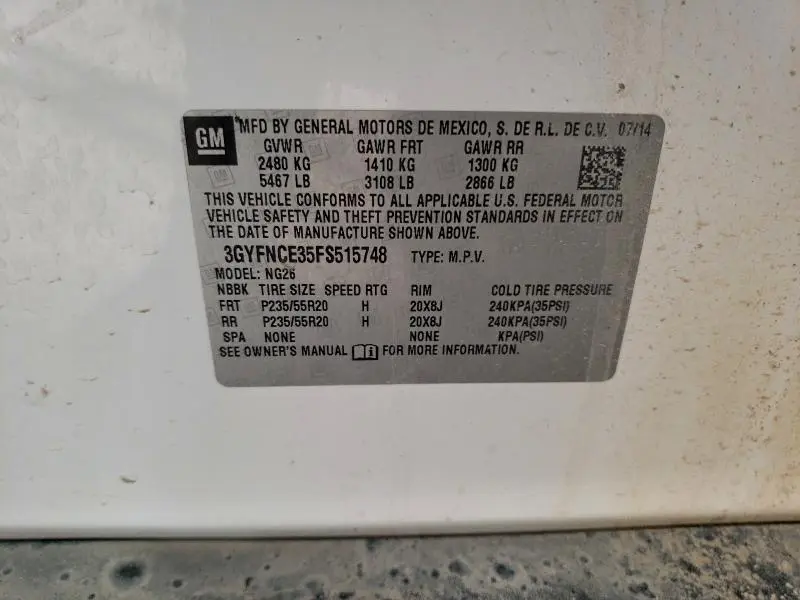 GM
*MFD BY GENERAL MOTORS DE MEXICO, S. DE R.L. DE C.V. 07/14
GVWR GAWR FRT GAWR RR
2480 KG 1410 KG 1300 KG
5467 LB 3108 LB 2866 LB
THIS VEHICLE CONFORMS TO ALL APPLICABLE U.S. FEDERAL MOTOR
VEHICLE SAFETY AND THEFT PREVENTION STANDARDS IN EFFECT ON
THE DATE OF MANUFACTURE SHOWN ABOVE.
3GYFNCE35FS515748 TYPE: M.P.V.
MODEL: NG26
NBBK TIRE SIZE SPEED RTG RIM COLD TIRE PRESSURE
FRT P235/55R20 H 20X8J 240KPA(35PSI)
RR P235/55R20 H 20X8J 240KPA(35PSI)
SPA NONE NONE KPA(PSI)
SEE OWNER'S MANUAL FOR MORE INFORMATION.